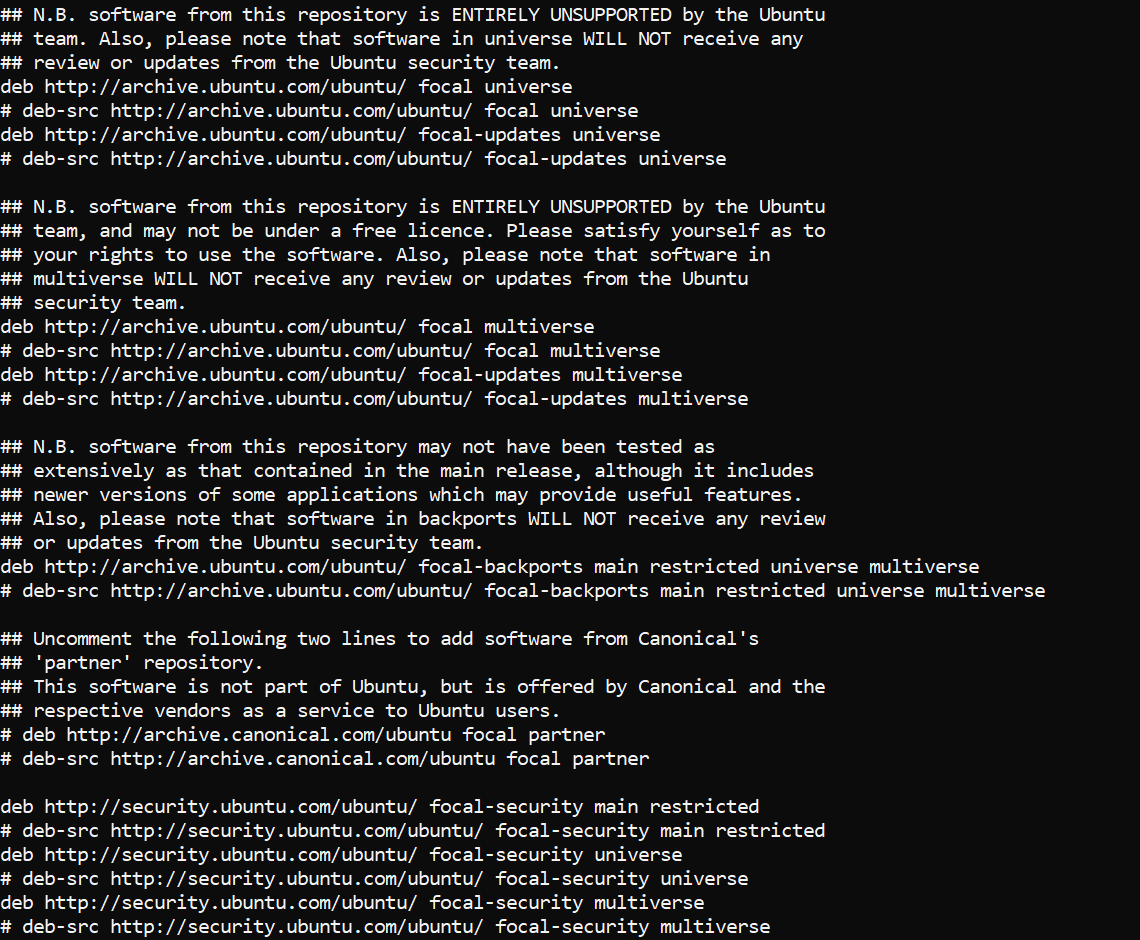 ## N.B. software from this repository is ENTIRELY UNSUPPORTED by the Ubuntu
## team. Also, please note that software in universe WILL NOT receive any
## review or updates from the Ubuntu security team.
deb http://archive.ubuntu.com/ubuntu/ focal universe
# deb-src http://archive.ubuntu.com/ubuntu/ focal universe
deb http://archive.ubuntu.com/ubuntu/ focal-updates universe
# deb-src http://archive.ubuntu.com/ubuntu/ focal-updates universe

## N.B. software from this repository is ENTIRELY UNSUPPORTED by the Ubuntu
## team, and may not be under a free licence. Please satisfy yourself as to
## your rights to use the software. Also, please note that software in
## multiverse WILL NOT receive any review or updates from the Ubuntu
## security team.
deb http://archive.ubuntu.com/ubuntu/ focal multiverse
# deb-src http://archive.ubuntu.com/ubuntu/ focal multiverse
deb http://archive.ubuntu.com/ubuntu/ focal-updates multiverse
# deb-src http://archive.ubuntu.com/ubuntu/ focal-updates multiverse

## N.B. software from this repository may not have been tested as
## extensively as that contained in the main release, although it includes
## newer versions of some applications which may provide useful features.
## Also, please note that software in backports WILL NOT receive any review
## or updates from the Ubuntu security team.
deb http://archive.ubuntu.com/ubuntu/ focal-backports main restricted universe multiverse
# deb-src http://archive.ubuntu.com/ubuntu/ focal-backports main restricted universe multiverse

## Uncomment the following two lines to add software from Canonical's
## 'partner' repository.
## This software is not part of Ubuntu, but is offered by Canonical and the
## respective vendors as a service to Ubuntu users.
# deb http://archive.canonical.com/ubuntu focal partner
# deb-src http://archive.canonical.com/ubuntu focal partner

deb http://security.ubuntu.com/ubuntu/ focal-security main restricted
# deb-src http://security.ubuntu.com/ubuntu/ focal-security main restricted
deb http://security.ubuntu.com/ubuntu/ focal-security universe
# deb-src http://security.ubuntu.com/ubuntu/ focal-security universe
deb http://security.ubuntu.com/ubuntu/ focal-security multiverse
# deb-src http://security.ubuntu.com/ubuntu/ focal-security multiverse